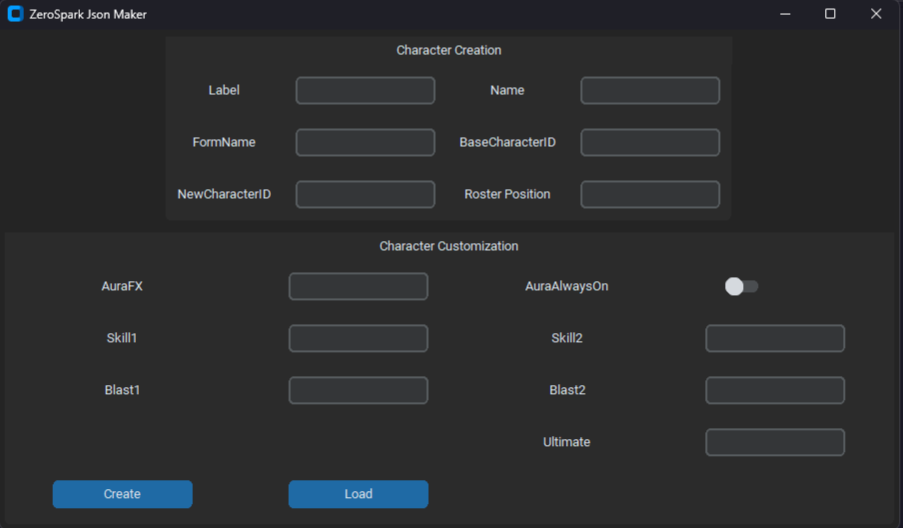 ZeroSpark Json Maker
Character Creation
Label Name
FormName BaseCharacterID
NewCharacterID Roster Position
Character Customization
AuraFX AuraAlwaysOn
Skill1 Skill2
Blast1 Blast2
Ultimate
Create Load